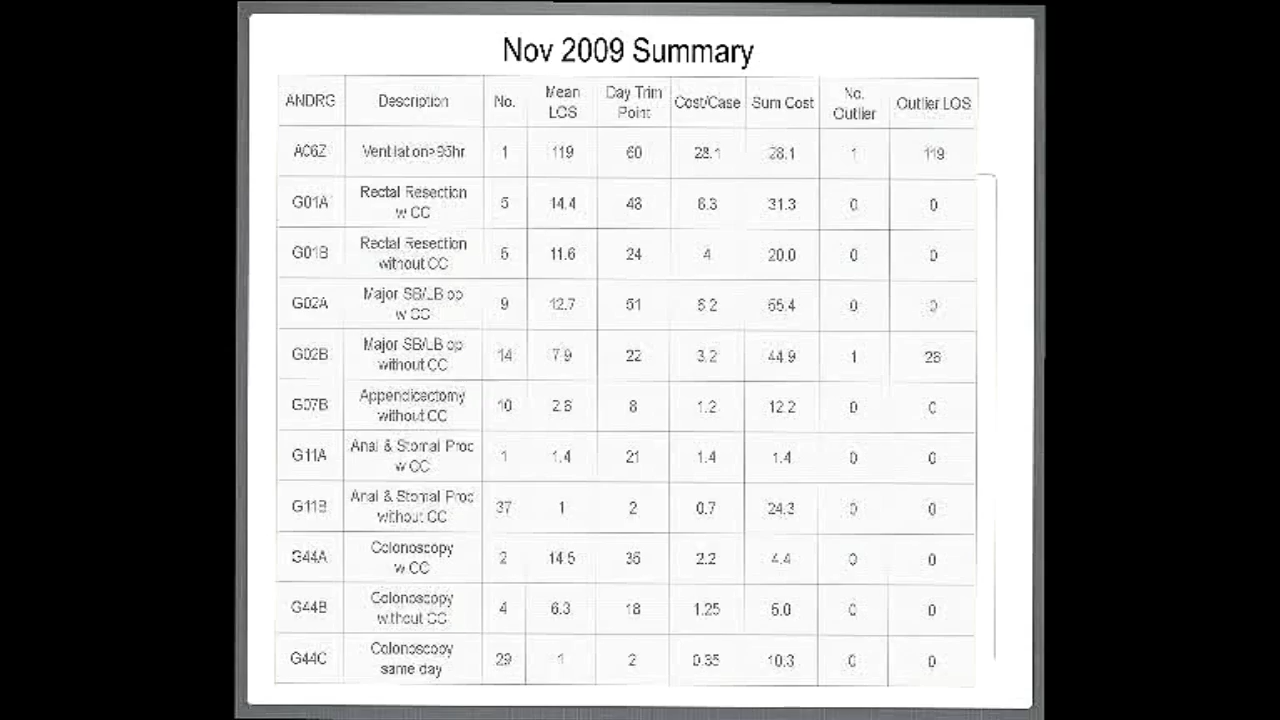 Nov 2009 Summary
ANDRG Description No. Mean LOS Day Trim Point Cost/Case Sum Cost No. Outlier Outlier LOS
A06Z Ventilation>95hr 1 119 60 28.1 28.1 1 119
G01A Rectal Resection w CC 5 14.4 48 6.3 31.3 0 0
G01B Rectal Resection without CC 5 11.6 24 4 20.0 0 0
G02A Major SB/LB op w CC 9 12.7 51 6.2 55.4 0 0
G02B Major SB/LB op without CC 14 7.9 22 3.2 44.9 1 26
G07B Appendicectomy without CC 10 2.6 8 1.2 12.2 0 0
G11A Anal & Stomal Proc w CC 1 1.4 21 1.4 1.4 0 0
G11B Anal & Stomal Proc without CC 37 1 2 0.7 24.3 0 0
G44A Colonoscopy w CC 2 14.5 35 2.2 4.4 0 0
G44B Colonoscopy without CC 4 6.3 18 1.25 5.0 0 0
G44C Colonoscopy same day 29 1 2 0.35 10.3 0 0